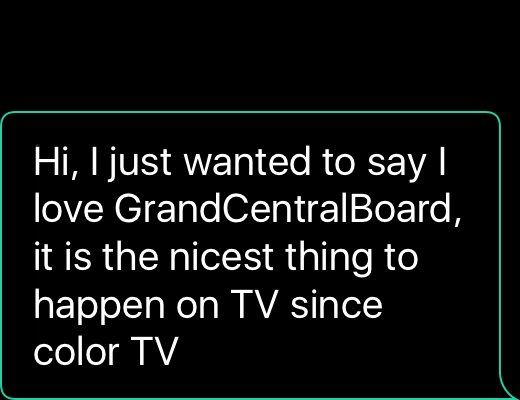 Hi, I just wanted to say I
love GrandCentralBoard,
it is the nicest thing to
happen on TV since
color TV